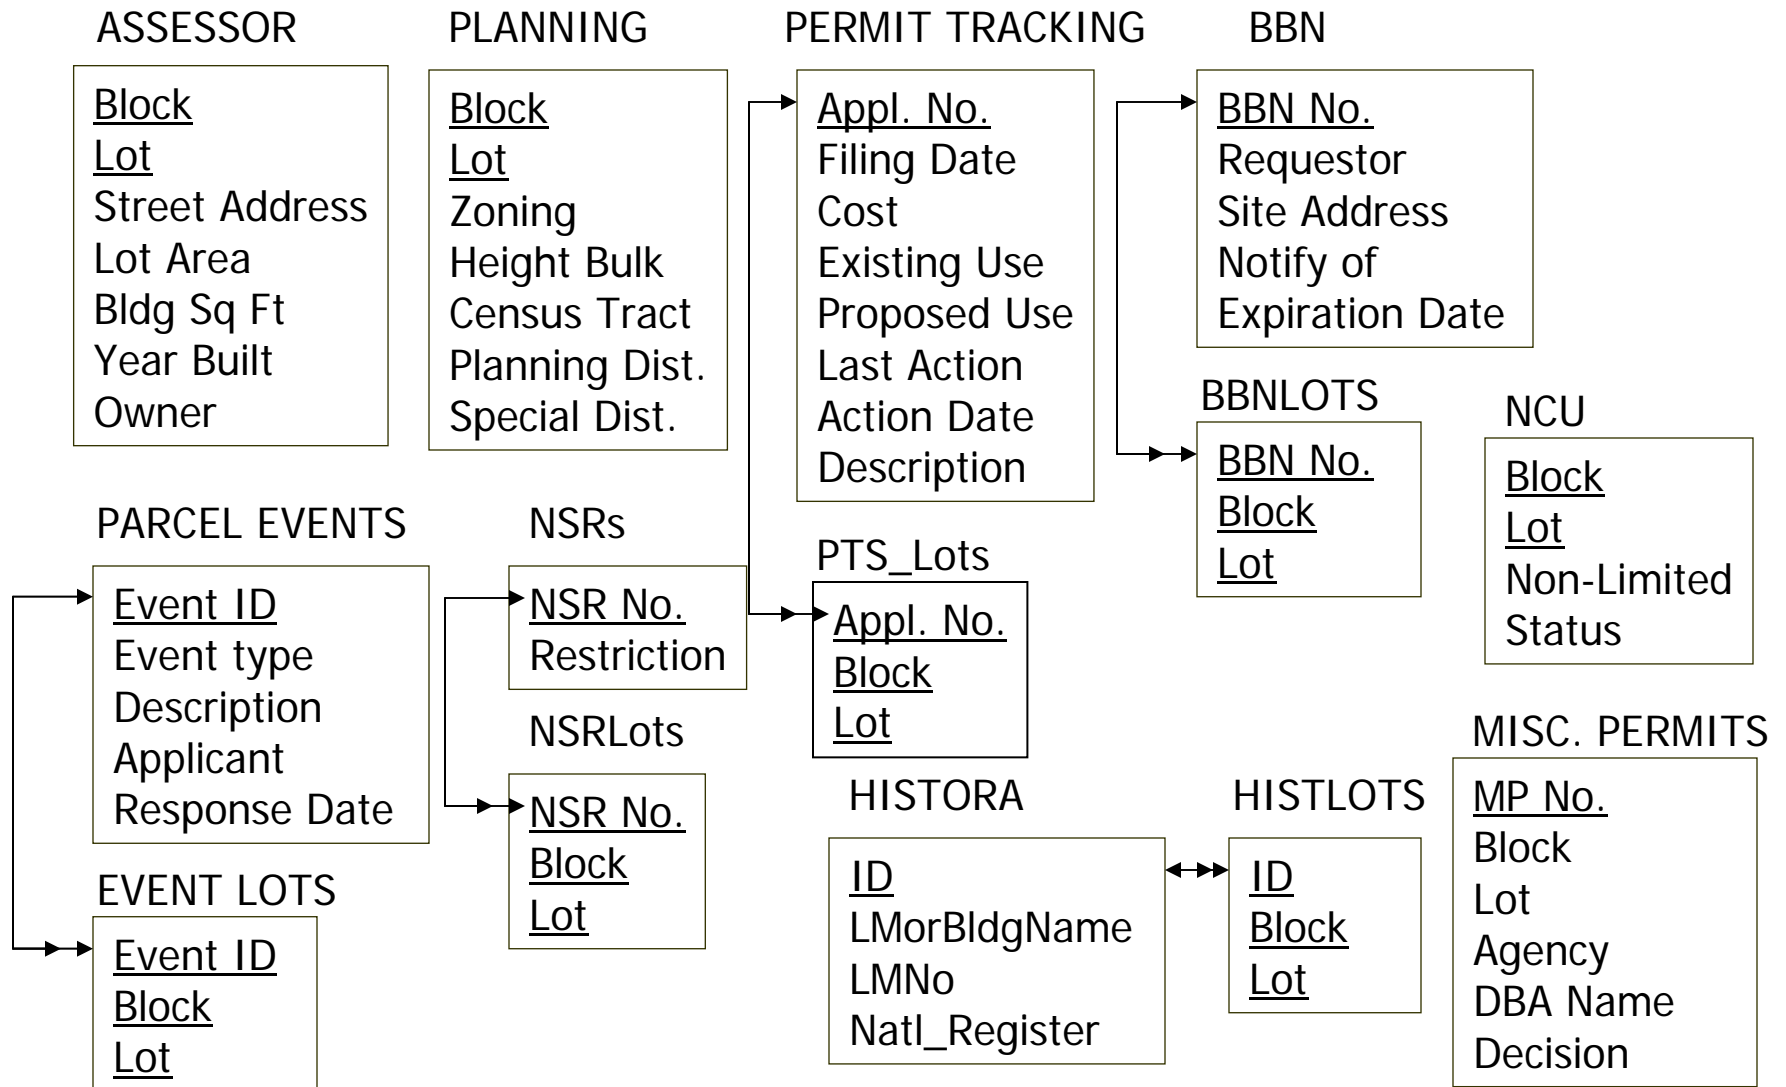 ASSESSOR
Block
Lot
Street Address
Lot Area
Bldg Sq Ft
Year Built
Owner
PLANNING
Block
Lot
Zoning
Height Bulk
Census Tract
Planning Dist.
Special Dist.
PERMIT TRACKING
Appl. No.
Filing Date
Cost
Existing Use
Proposed Use
Last Action
Action Date
Description
BBN
BBN No.
Requestor
Site Address
Notify of
Expiration Date
BBNLOTS
BBN No.
Block
Lot
NCU
Block
Lot
Non-Limited
Status
PARCEL EVENTS
Event ID
Event type
Description
Applicant
Response Date
EVENT LOTS
Event ID
Block
Lot
NSRs
NSR No.
Restriction
NSRLots
NSR No.
Block
Lot
PTS_Lots
Appl. No.
Block
Lot
HISTORA
ID
LMorBldgName
LMNo
Natl_Register
HISTLOTS
ID
Block
Lot
MISC. PERMITS
MP No.
Block
Lot
Agency
DBA Name
Decision